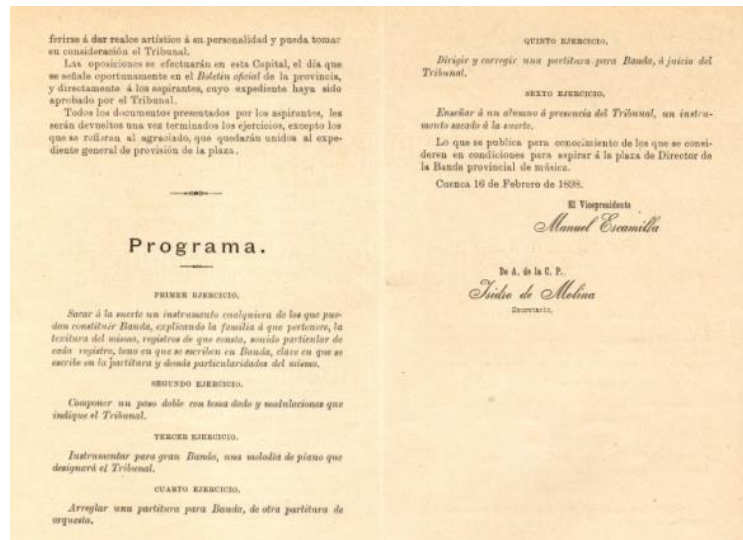 ferirse á dar realce artístico á su personalidad y pueda tomar
en consideración el Tribunal.
Las oposiciones se efectuarán en esta Capital, el día que
se señale oportunamente en el Boletín oficial de la provincia,
y directamente á los aspirantes, cuyo expediente haya sido
aprobado por el Tribunal.
Todos los documentos presentados por los aspirantes, les
serán devueltos una vez terminados los ejercicios, excepto los
que se refieran al agraciado, que quedarán unidos al expe-
diente general de provisión de la plaza.
Programa.
PRIMER EJERCICIO.
Sacar á la suerte un instrumento cualquiera de los que pue-
dan constituir Banda, explicando la familia á que pertenece, la
textitura del mismo, registros de que consta, sonido particular de
cada registro, tono en que se escriben en Banda, clave en que se
escribe en la partitura y demás particularidades del mismo.
SEGUNDO EJERCICIO.
Componer un paso doble con tema dado y modulaciones que
indique el Tribunal.
TERCER EJERCICIO.
Instrumentar para gran Banda, una melodía de piano que
designará el Tribunal.
CUARTO EJERCICIO.
Arreglar una partitura para Banda, de otra partitura de
orquesta.
QUINTO EJERCICIO.
Dirigir y corregir una partitura para Banda, á juicio del
Tribunal.
SEXTO EJERCICIO.
Enseñar á un alumno á presencia del Tribunal, un instru-
mento sacado á la suerte.
Lo que se publica para conocimiento de los que se consi-
deren en condiciones para aspirar á la plaza de Director de
la Banda provincial de música.
Cuenca 16 de Febrero de 1898.
El Vicepresidente
Manuel Escamilla
De A. de la C. P.
Isidro de Molina
Secretario.